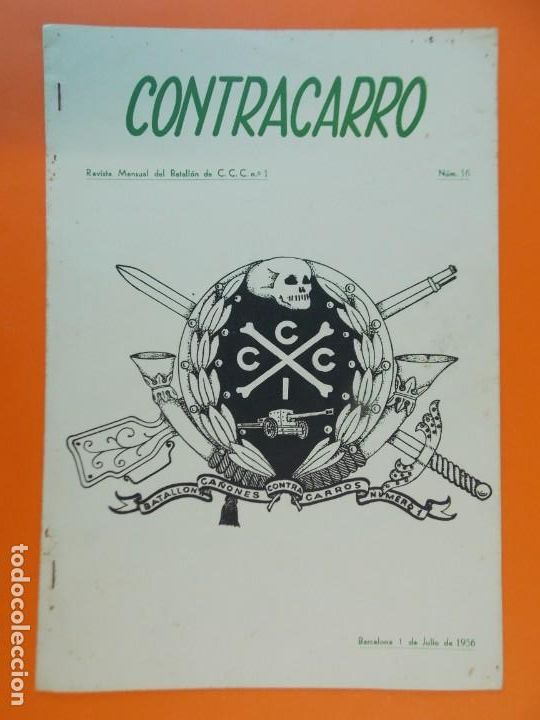 CONTRACARRO
Revista Mensual del Batallón de C. C. C. n.º 1
Núm. 16
C
C C
I
BATALLON CAÑONES CONTRA CARROS NUMERO 1
Barcelona 1 de Julio de 1956
todocoleccion